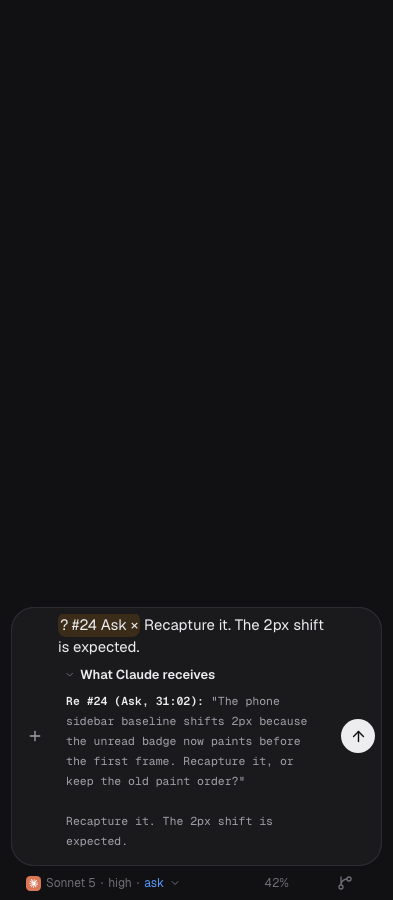 ? #24 Ask × Recapture it. The 2px shift
is expected.
What Claude receives
Re #24 (Ask, 31:02): "The phone
sidebar baseline shifts 2px because
the unread badge now paints before
the first frame. Recapture it, or
keep the old paint order?"
Recapture it. The 2px shift is
expected.
Sonnet 5 · high · ask 42%